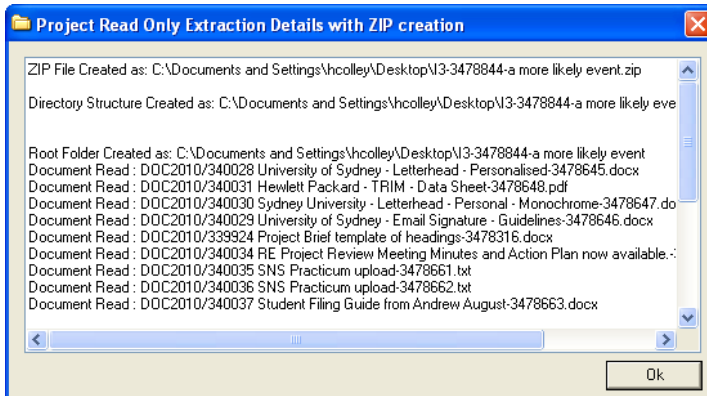 Project Read Only Extraction Details with ZIP creation
ZIP File Created as: C:\Documents and Settings\hcolley\Desktop\I3-3478844-a more likely event.zip
Directory Structure Created as: C:\Documents and Settings\hcolley\Desktop\I3-3478844-a more likely eve
Root Folder Created as: C:\Documents and Settings\hcolley\Desktop\I3-3478844-a more likely event
Document Read : DOC2010/340028 University of Sydney - Letterhead - Personalised-3478645.docx
Document Read : DOC2010/340031 Hewlett Packard - TRIM - Data Sheet-3478648.pdf
Document Read : DOC2010/340030 Sydney University - Letterhead - Personal - Monochrome-3478647.do
Document Read : DOC2010/340029 University of Sydney - Email Signature - Guidelines-3478646.docx
Document Read : DOC2010/339924 Project Brief template of headings-3478316.docx
Document Read : DOC2010/340034 RE Project Review Meeting Minutes and Action Plan now available.-
Document Read : DOC2010/340035 SNS Practicum upload-3478661.txt
Document Read : DOC2010/340036 SNS Practicum upload-3478662.txt
Document Read : DOC2010/340037 Student Filing Guide from Andrew August-3478663.docx
Ok